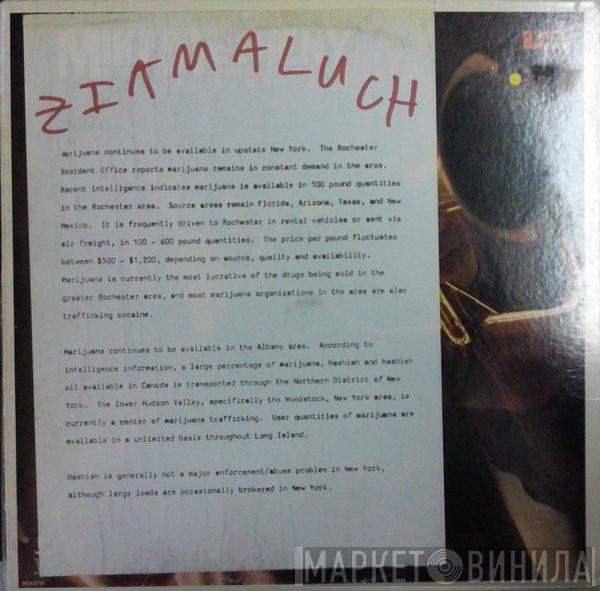 ZIKMALUCH
Marijuana continues to be available in upstate New York. The Rochester
Resident Office reports marijuana remains in constant demand in the area.
Recent intelligence indicates marijuana is available in 100 pound quantities
in the Rochester area. Source areas remain Florida, Arizona, Texas, and New
Mexico. It is frequently driven to Rochester in rental vehicles or sent via
air freight, in 100 - 600 pound quantities. The price per pound fluctuates
between $500 - $1,200, depending on source, quality and availability.
Marijuana is currently the most lucrative of the drugs being sold in the
greater Rochester area, and most marijuana organizations in the area are also
trafficking cocaine.
Marijuana continues to be available in the Albany area. According to
intelligence information, a large percentage of marijuana, hashish and hashish
oil available in Canada is transported through the Northern District of New
York. The lower Hudson Valley, specifically the Woodstock, New York area, is
currently a center of marijuana trafficking. User quantities of marijuana are
available in a unlimited basis throughout Long Island.
Hashish is generally not a major enforcement/abuse problem in New York,
although large loads are occasionally brokered in New York.
МАРКЕТ ВИНИЛА